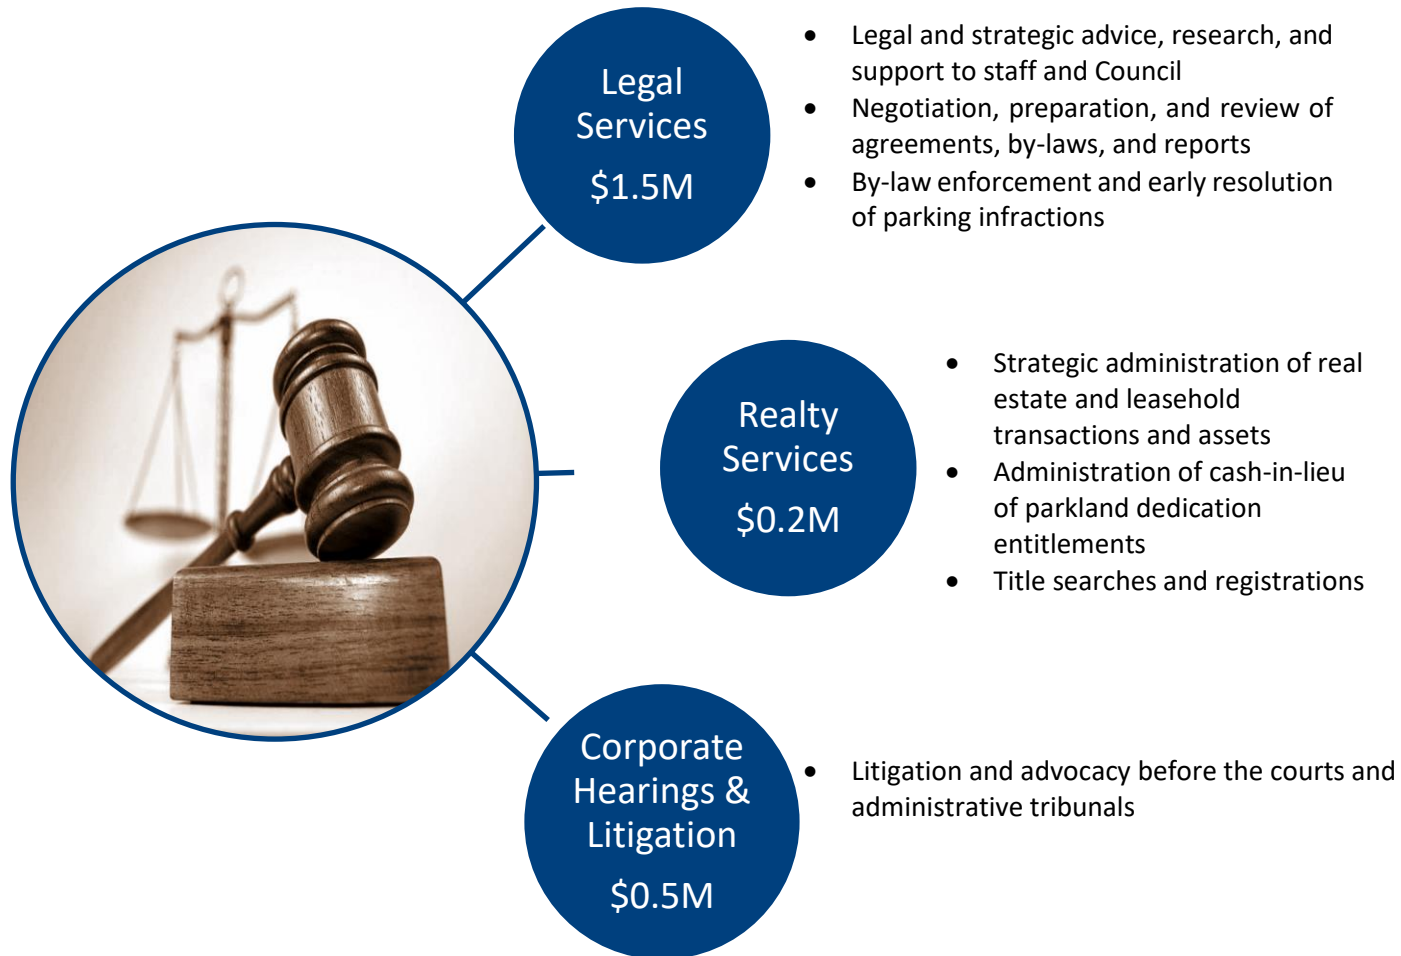 Legal
Services
$1.5M
• Legal and strategic advice, research, and
support to staff and Council
• Negotiation, preparation, and review of
agreements, by-laws, and reports
• By-law enforcement and early resolution
of parking infractions
Realty
Services
$0.2M
• Strategic administration of real
estate and leasehold
transactions and assets
• Administration of cash-in-lieu
of parkland dedication
entitlements
• Title searches and registrations
Corporate
Hearings &
Litigation
$0.5M
• Litigation and advocacy before the courts and
administrative tribunals